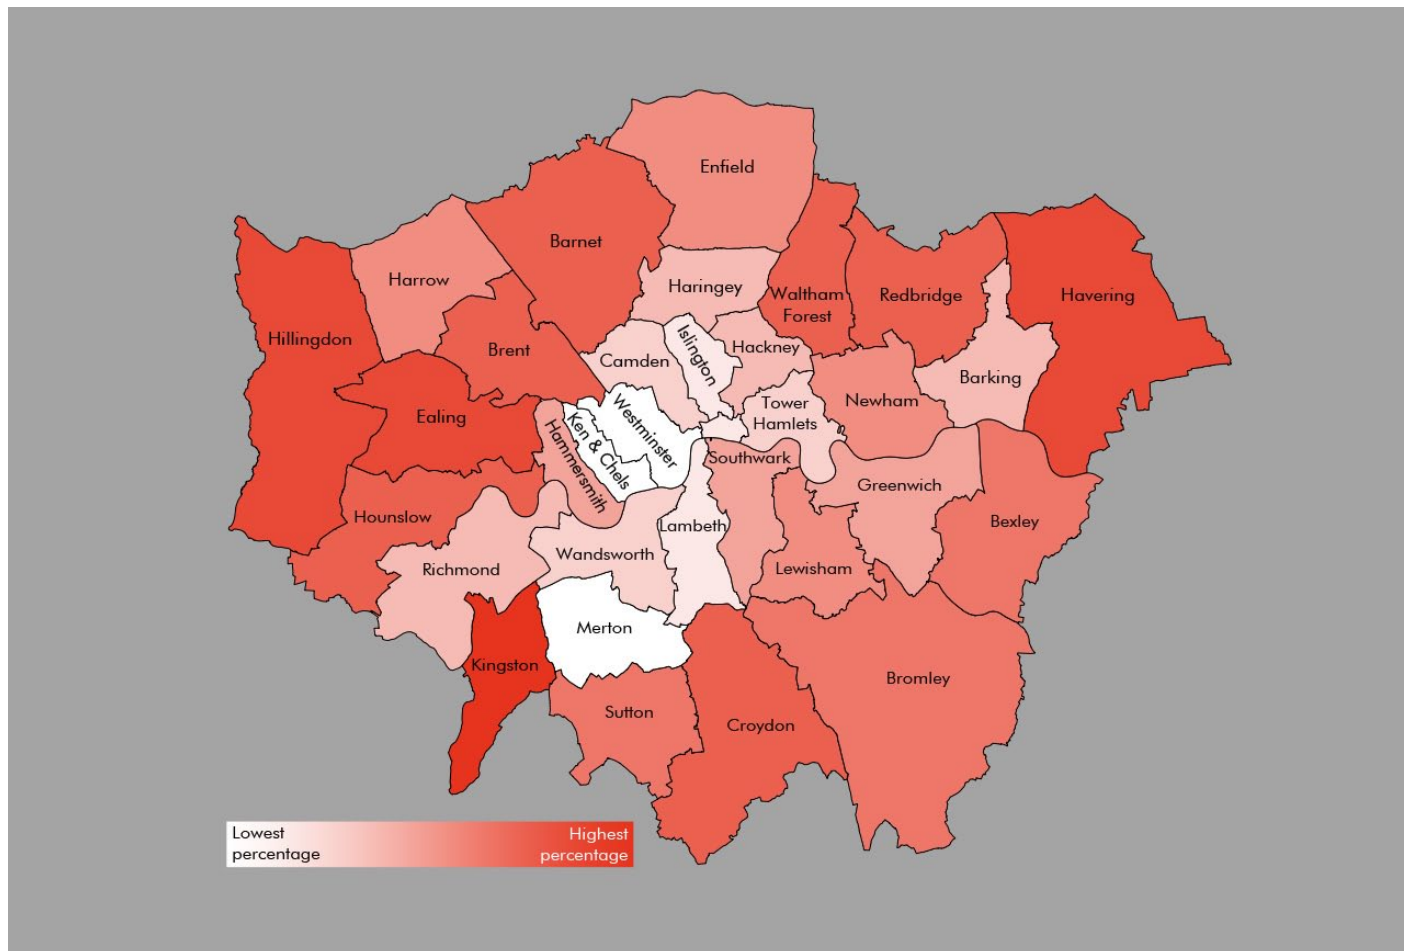 Enfield
Barnet
Harrow
Haringey
Waltham
Forest
Redbridge
Havering
Hillingdon
Brent
Camden
Islington
Hackney
Barking
Ealing
Westminster
Tower
Hamlets
Newham
Ken & Chels
Hammersmith
Southwark
Greenwich
Hounslow
Lambeth
Bexley
Richmond
Wandsworth
Lewisham
Merton
Kingston
Bromley
Sutton
Croydon
Lowest
percentage
Highest
percentage